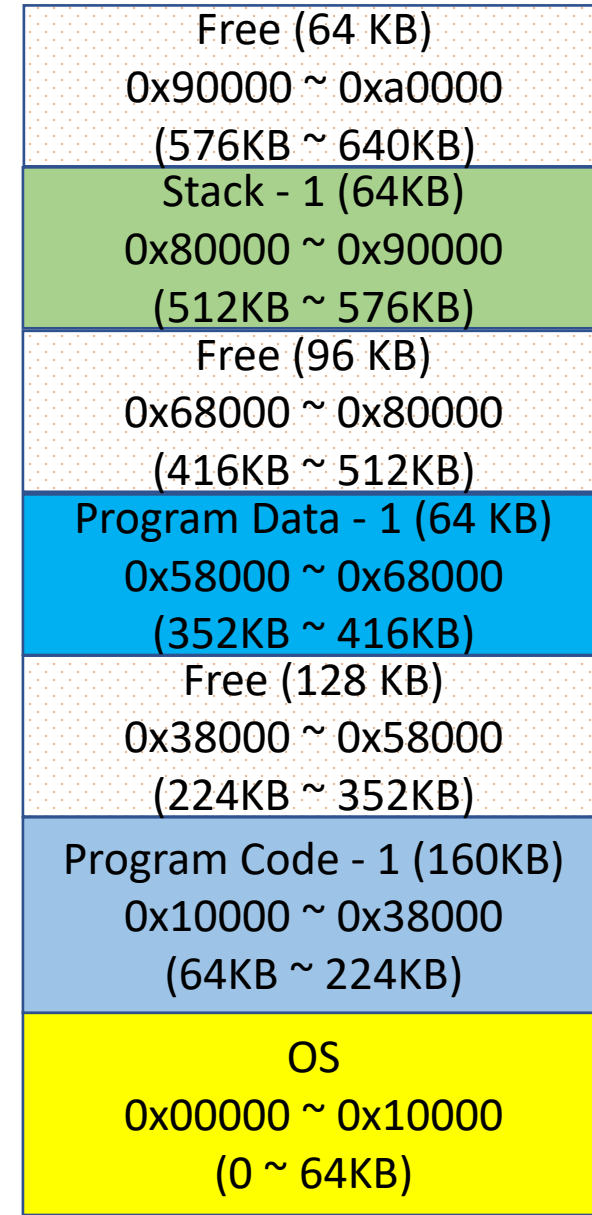 Free (64 KB)
0x90000 ~ 0xa0000
(576KB ~ 640KB)
Stack - 1 (64KB)
0x80000 ~ 0x90000
(512KB ~ 576KB)
Free (96 KB)
0x68000 ~ 0x80000
(416KB ~ 512KB)
Program Data - 1 (64 KB)
0x58000 ~ 0x68000
(352KB ~ 416KB)
Free (128 KB)
0x38000 ~ 0x58000
(224KB ~ 352KB)
Program Code - 1 (160KB)
0x10000 ~ 0x38000
(64KB ~ 224KB)
OS
0x00000 ~ 0x10000
(0 ~ 64KB)